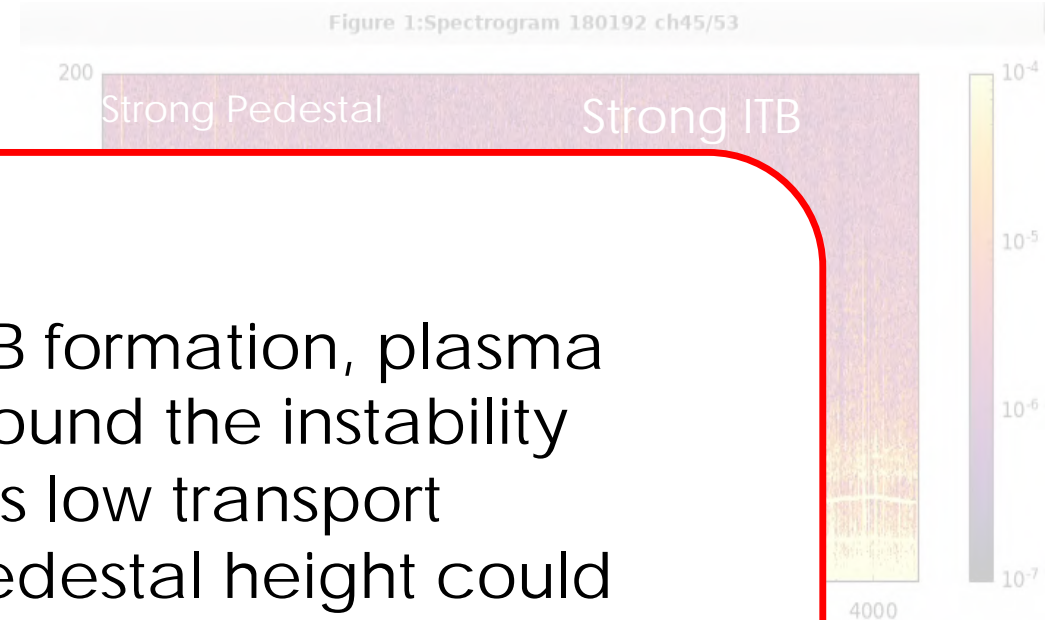 Figure 1:Spectrogram 180192 ch45/53
200
10-4
Strong Pedestal
Strong ITB
10-5
B formation, plasma
ound the instability
10-6
s low transport
edestal height could
10-7
4000